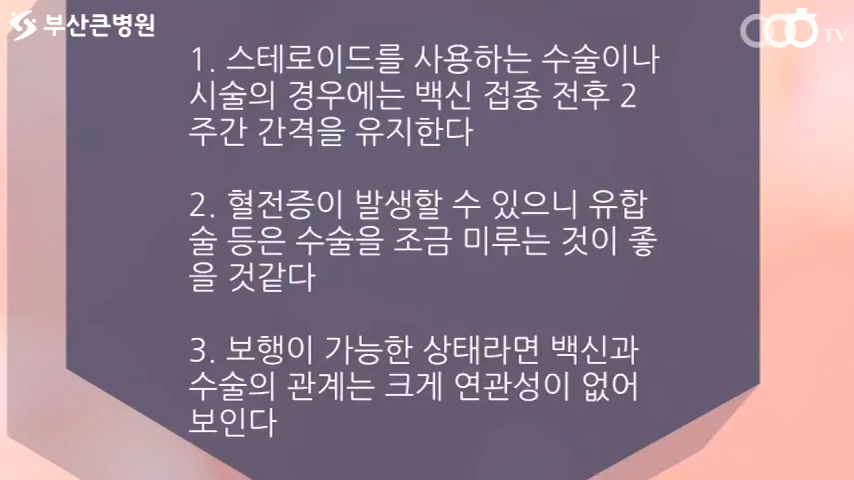 부산큰병원
TV
1. 스테로이드를 사용하는 수술이나
시술의 경우에는 백신 접종 전후 2
주간 간격을 유지한다
2. 혈전증이 발생할 수 있으니 유합
술 등은 수술을 조금 미루는 것이 좋
을 것같다
3. 보행이 가능한 상태라면 백신과
수술의 관계는 크게 연관성이 없어
보인다